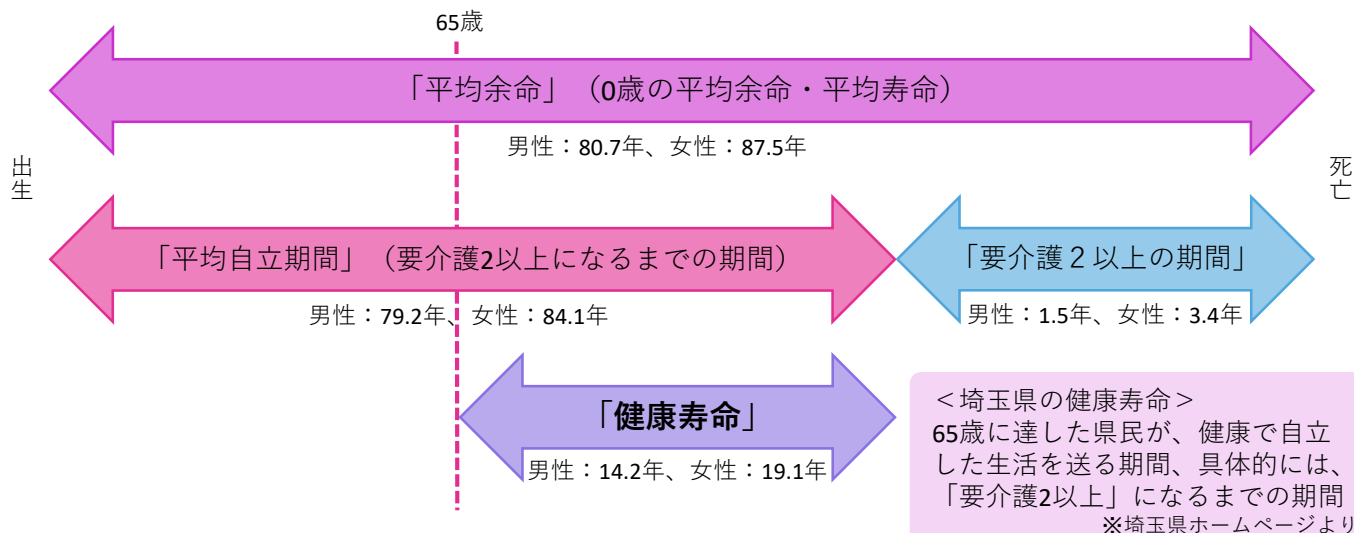 65歳
「平均余命」（0歳の平均余命・平均寿命）
男性：80.7年、女性：87.5年
出生
死亡
「平均自立期間」（要介護2以上になるまでの期間）
「要介護２以上の期間」
男性：79.2年、女性：84.1年
男性：1.5年、女性：3.4年
「健康寿命」
男性：14.2年、女性：19.1年
＜埼玉県の健康寿命＞
65歳に達した県民が、健康で自立
した生活を送る期間、具体的には、
「要介護2以上」になるまでの期間
※埼玉県ホームページより